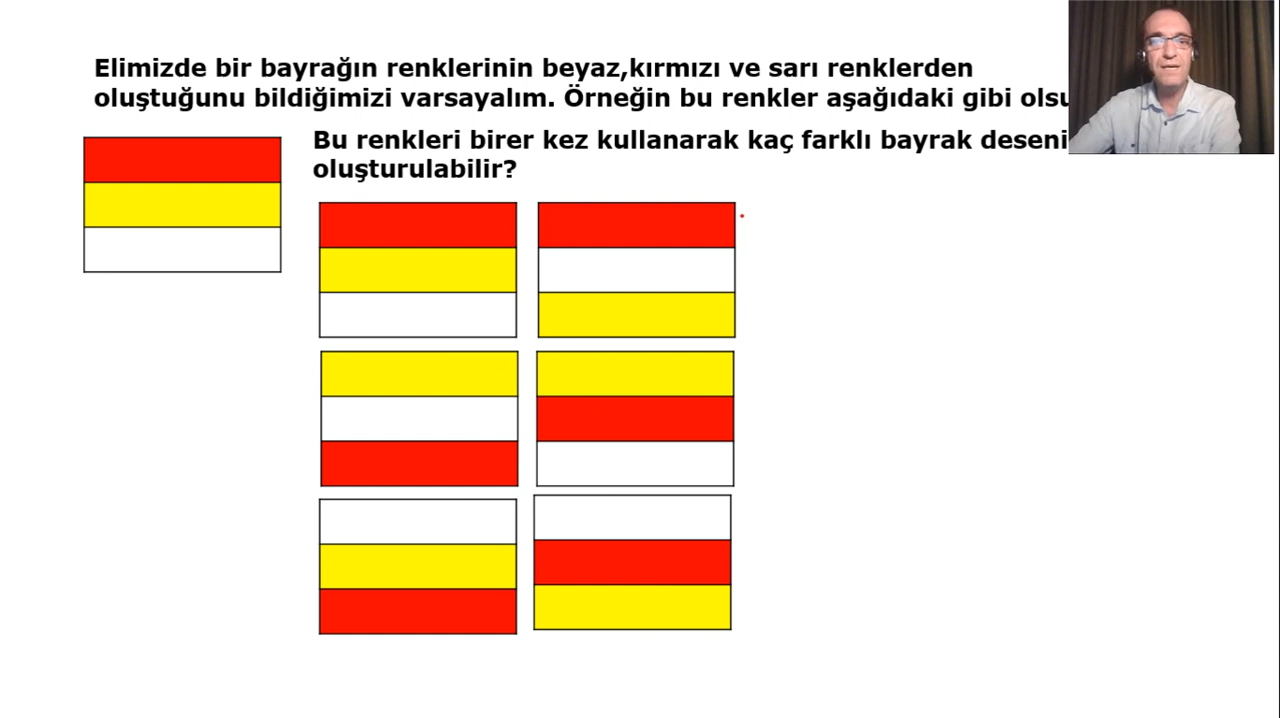 Elimizde bir bayrağın renklerinin beyaz,kırmızı ve sarı renklerden
oluştuğunu bildiğimizi varsayalım. Örneğin bu renkler aşağıdaki gibi
Bu renkleri birer kez kullanarak kaç farklı bayrak deseni
oluşturulabilir?